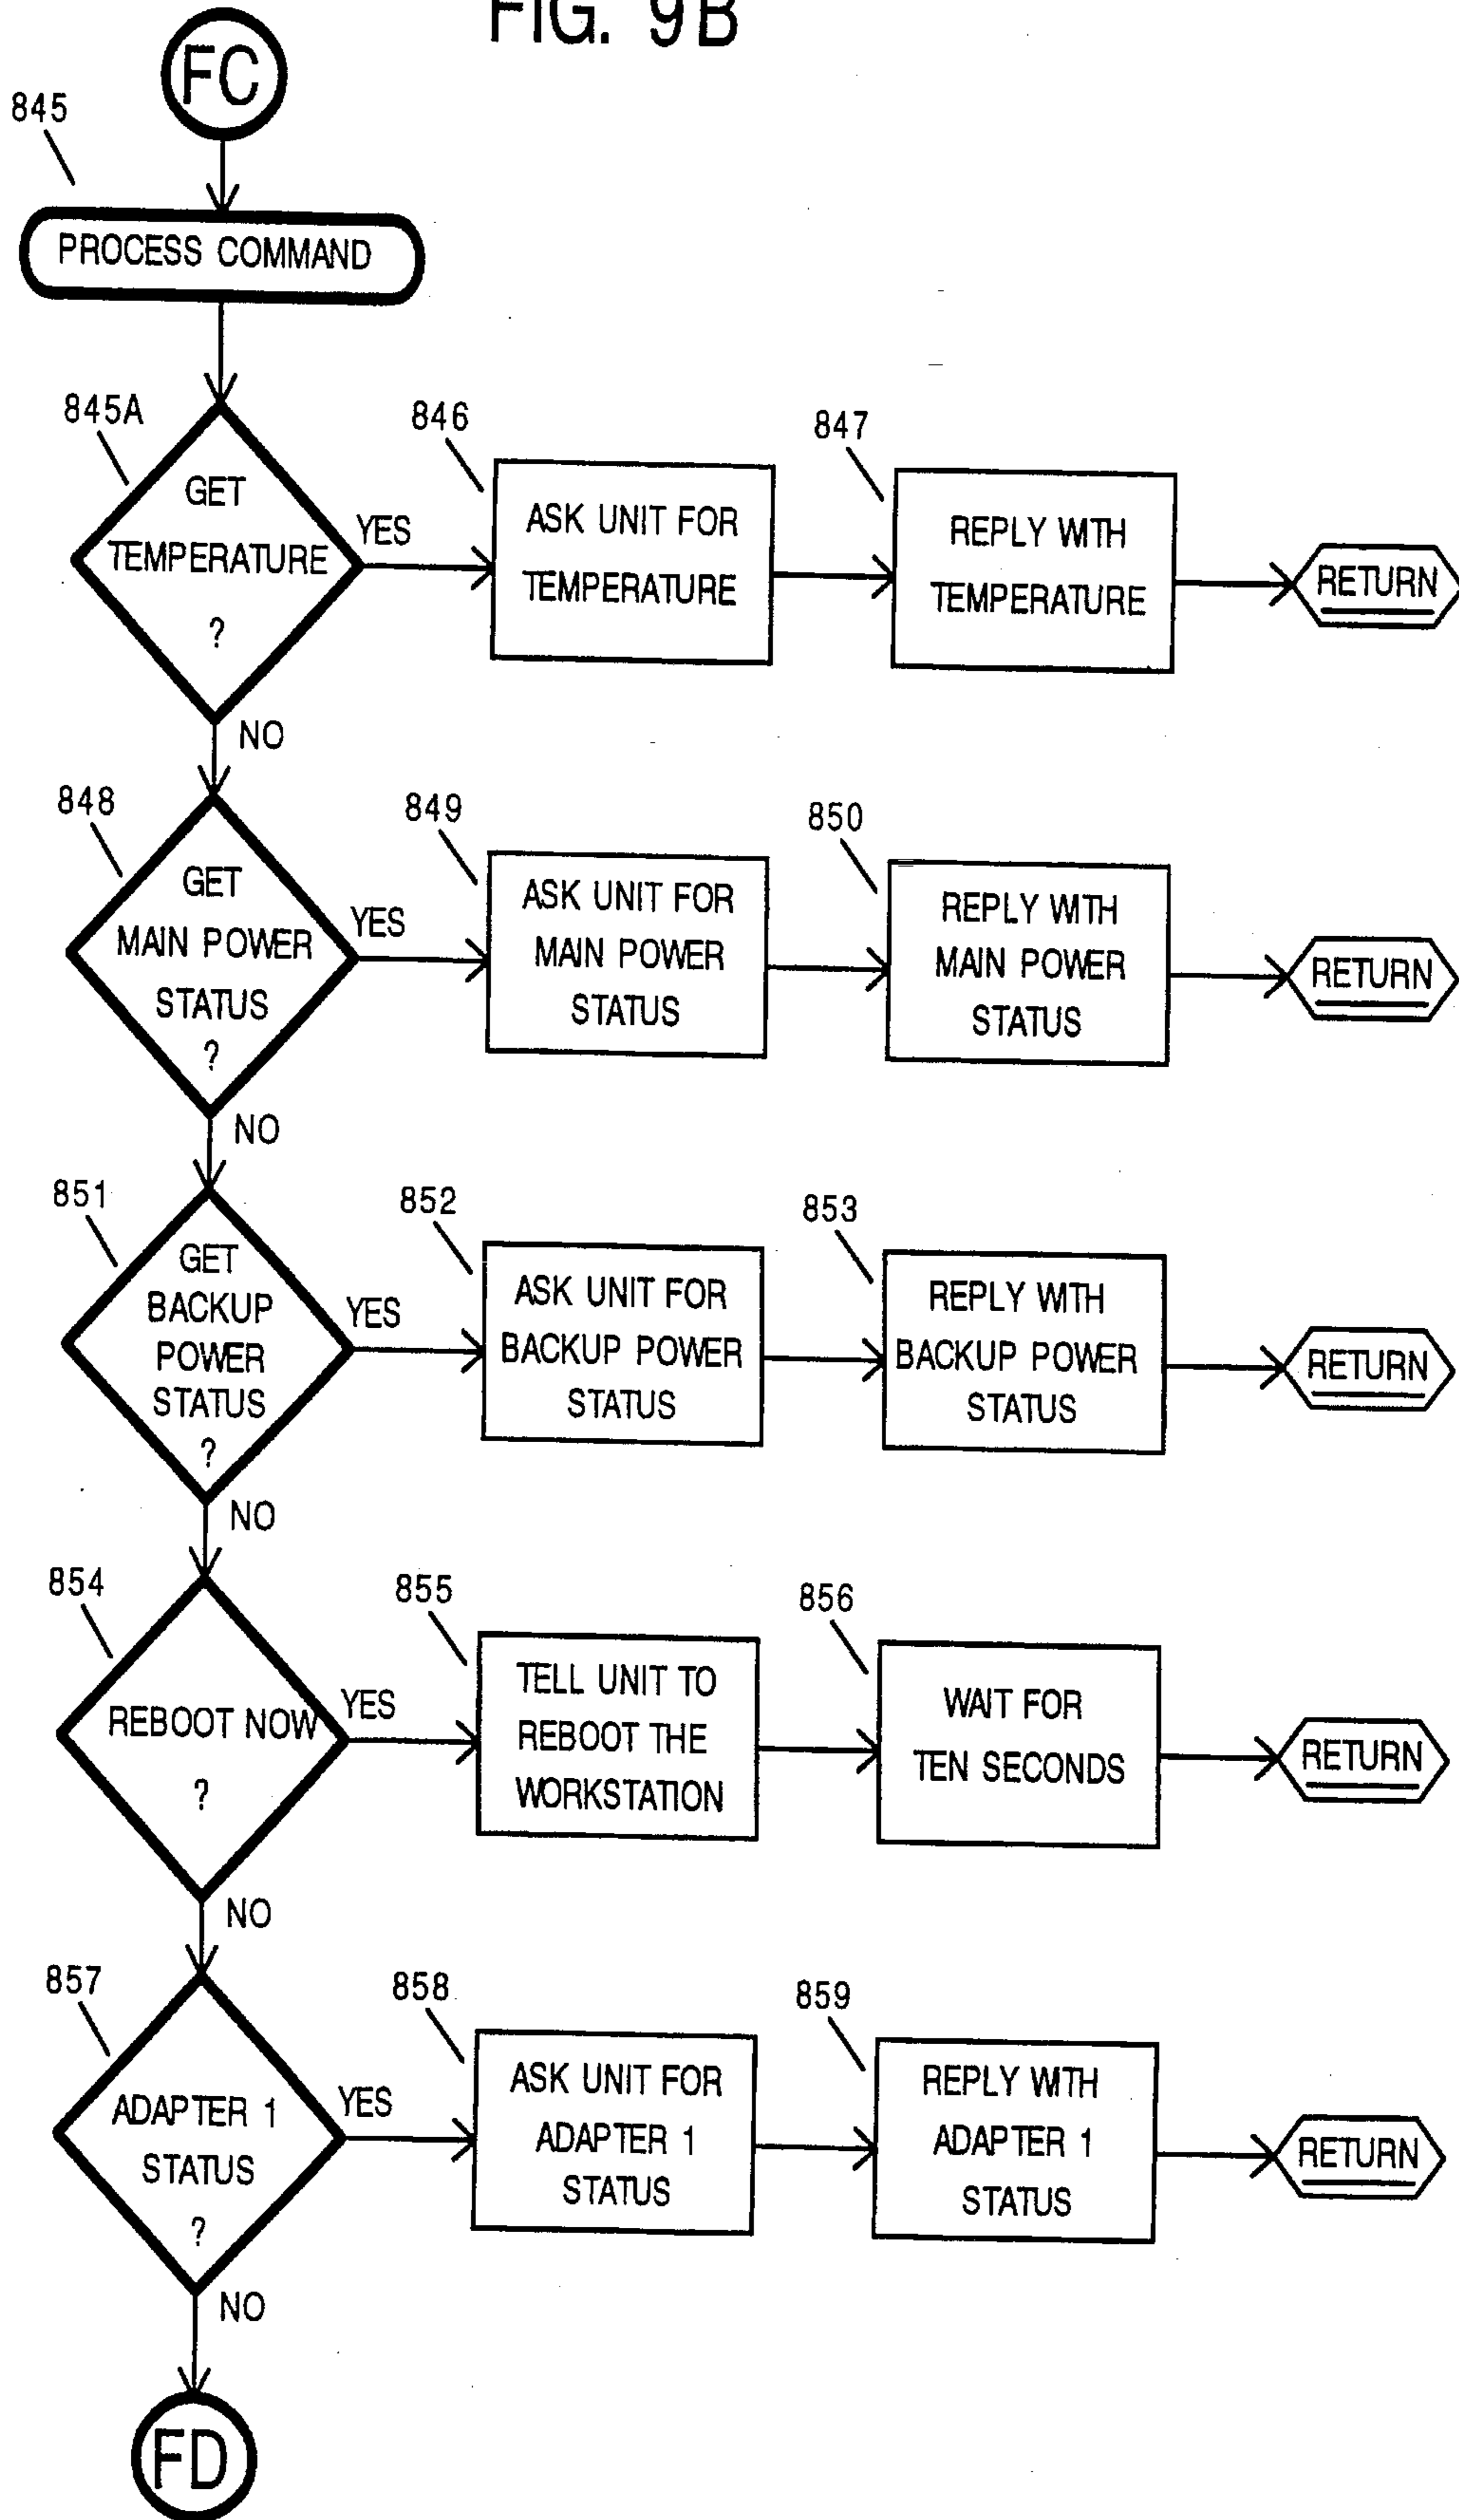 FIG. 9B
FC
845
PROCESS COMMAND
845A
GET
TEMPERATURE
?
YES
NO
846
ASK UNIT FOR
TEMPERATURE
847
REPLY WITH
TEMPERATURE
RETURN
848
GET
MAIN POWER
STATUS
?
YES
NO
849
ASK UNIT FOR
MAIN POWER
STATUS
850
REPLY WITH
MAIN POWER
STATUS
RETURN
851
GET
BACKUP
POWER
STATUS
?
YES
NO
852
ASK UNIT FOR
BACKUP POWER
STATUS
853
REPLY WITH
BACKUP POWER
STATUS
RETURN
854
REBOOT NOW
?
YES
NO
855
TELL UNIT TO
REBOOT THE
WORKSTATION
856
WAIT FOR
TEN SECONDS
RETURN
857
ADAPTER 1
STATUS
?
YES
NO
858
ASK UNIT FOR
ADAPTER 1
STATUS
859
REPLY WITH
ADAPTER 1
STATUS
RETURN
FD